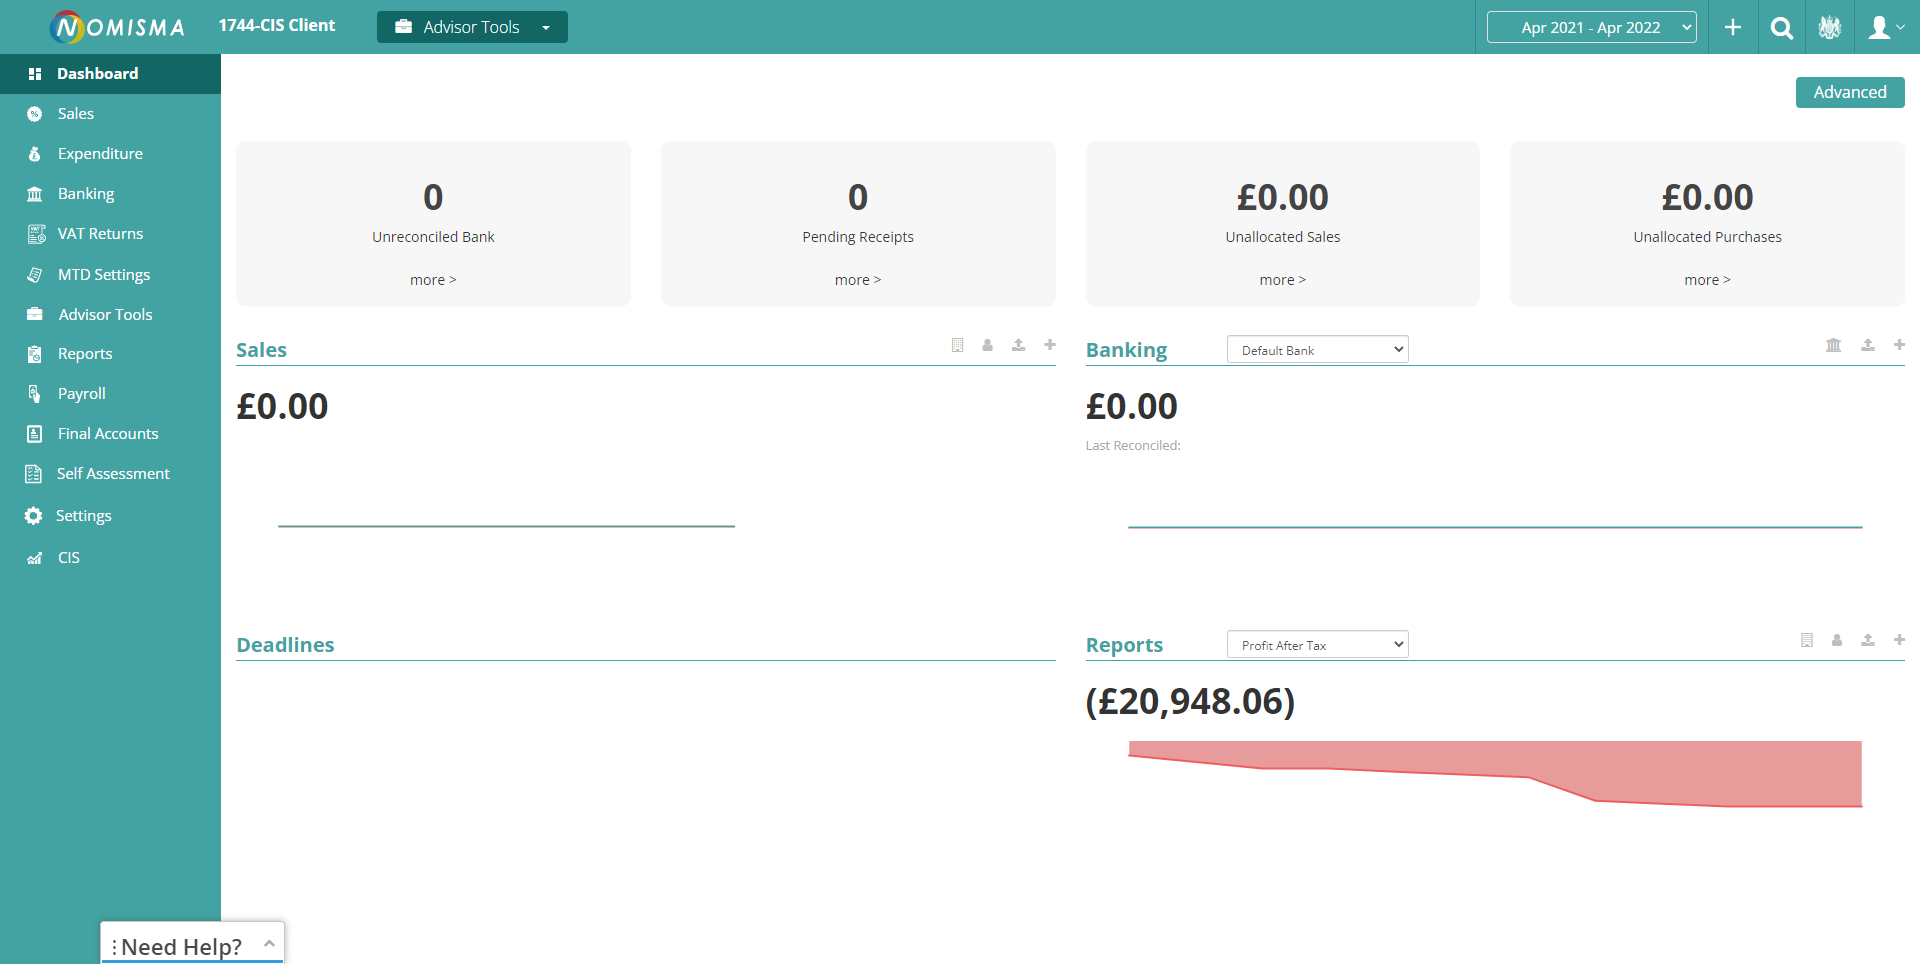 NOMISMA
1744-CIS Client
Advisor Tools
Apr 2021 - Apr 2022
Dashboard
Sales
Expenditure
Banking
VAT Returns
MTD Settings
Advisor Tools
Reports
Payroll
Final Accounts
Self Assessment
Settings
CIS
Advanced
0
Unreconciled Bank
more >
0
Pending Receipts
more >
£0.00
Unallocated Sales
more >
£0.00
Unallocated Purchases
more >
Sales
£0.00
Banking
Default Bank
£0.00
Last Reconciled:
Deadlines
Reports
Profit After Tax
(£20,948.06)
Need Help?